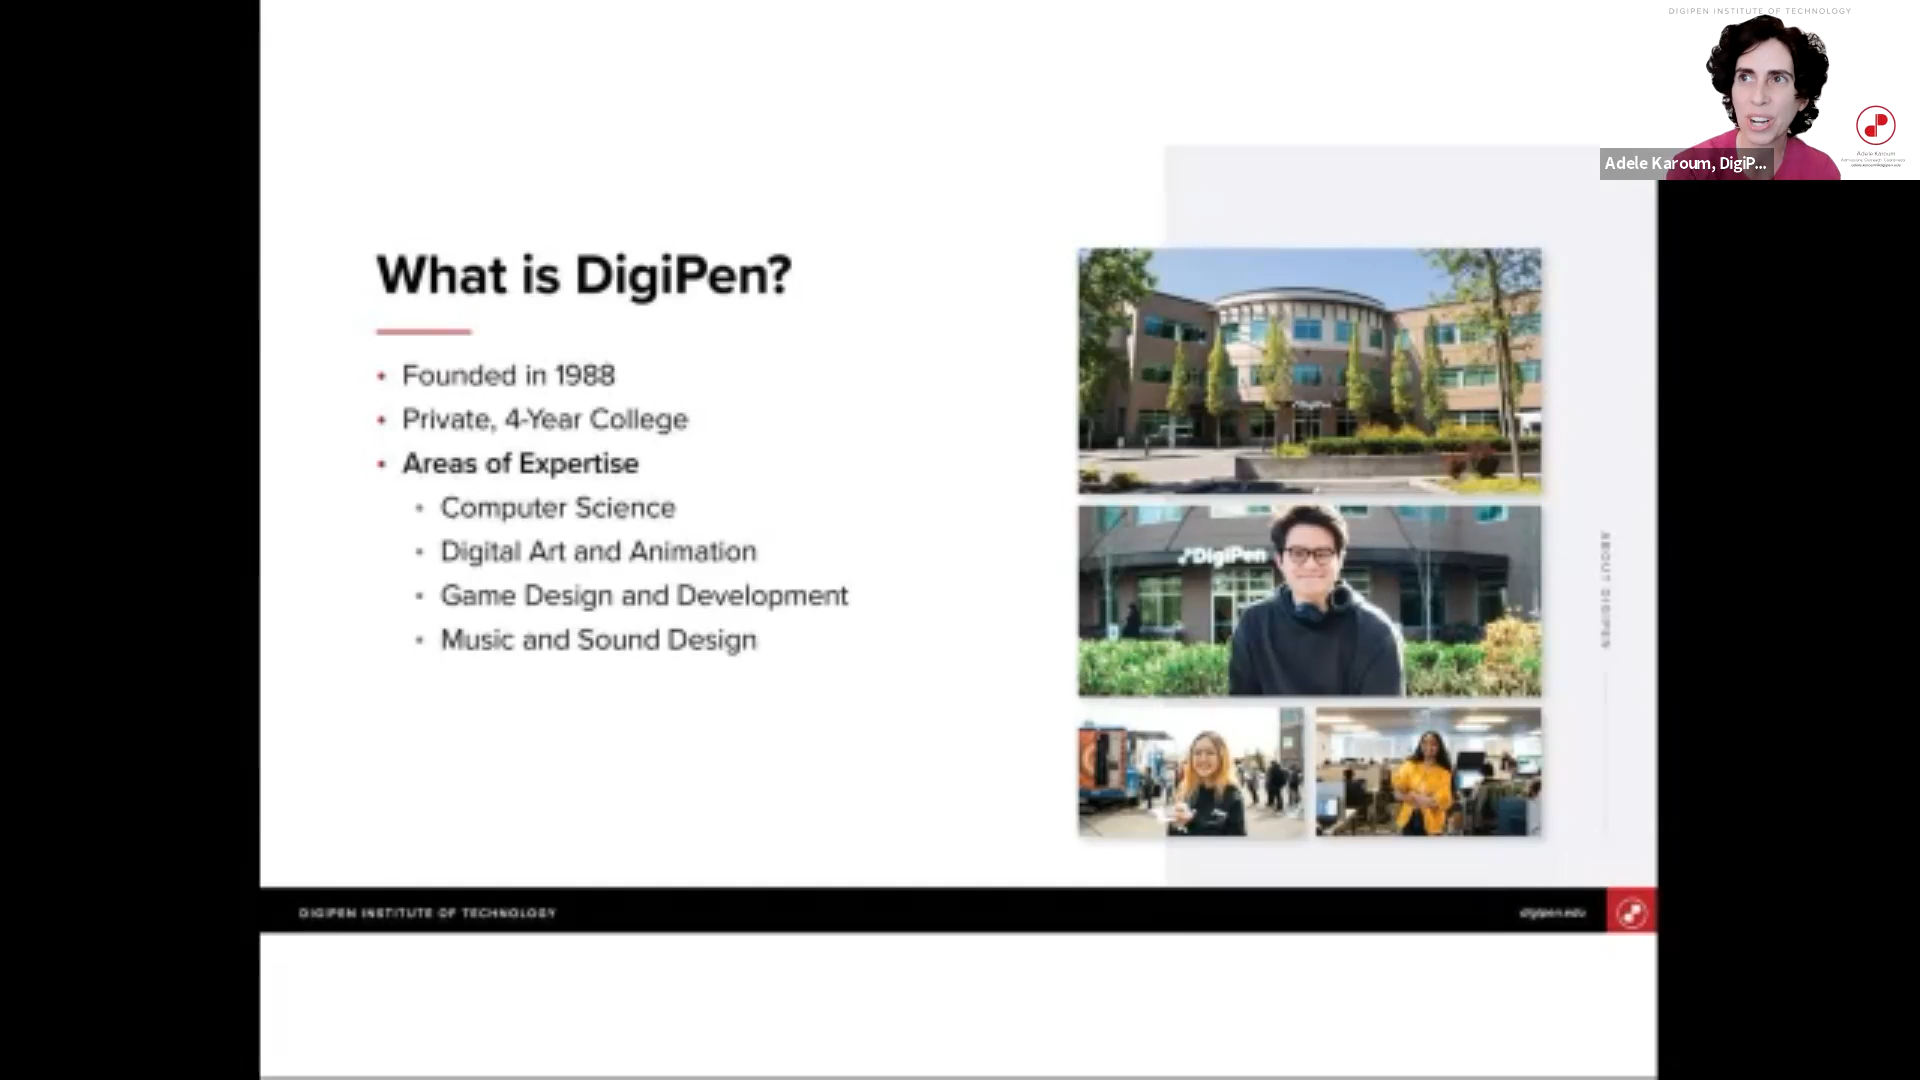 DIGIPEN INSTITUTE OF TECHNOLOGY
Adele Karoum, DigiP...
Adele Karoum
What is DigiPen?
• Founded in 1988
• Private, 4-Year College
• Areas of Expertise
• Computer Science
• Digital Art and Animation
• Game Design and Development
• Music and Sound Design
DigiPen
ABOUT DIGIPEN
DIGIPEN INSTITUTE OF TECHNOLOGY
digipen.edu